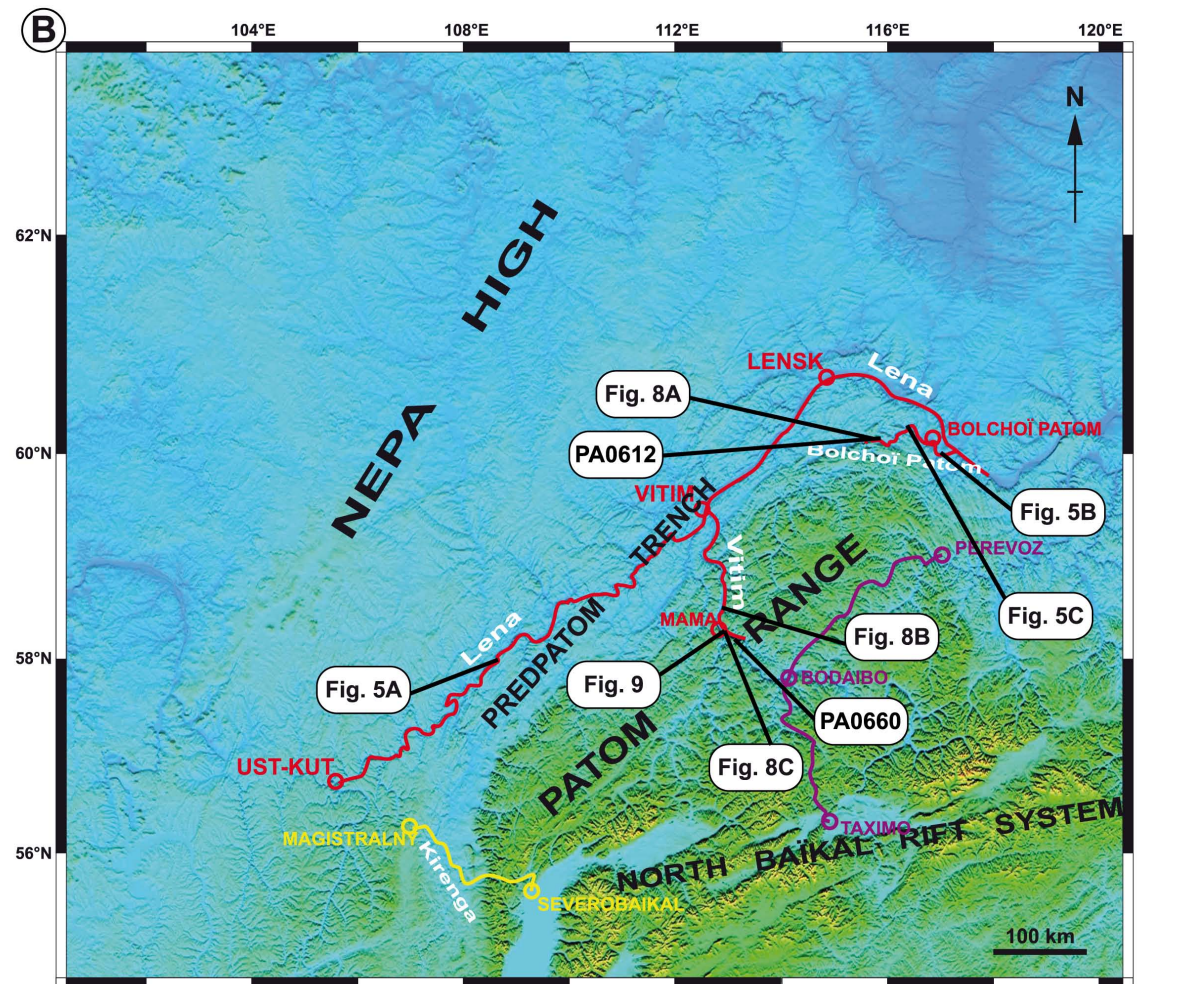 B
104°E
108°E
112°E
116°E
120°E
N
62°N
60°N
58°N
56°N
NEPA HIGH
LENSK
Lena
Fig. 8A
PA0612
BOLCHOÏ PATOM
Bolchoï Patom
VITIM
PREDPATOM TRENCH
Fig. 5B
Vitim
PATOM RANGE
PEREVOZ
Fig. 5C
MAMA
Lena
Fig. 8B
Fig. 5A
Fig. 9
BODAIBO
PA0660
Fig. 8C
UST-KUT
MAGISTRALNY
Kirenga
TAXIMO
NORTH BAÏKAL RIFT SYSTEM
SEVEROBAIKAL
100 km